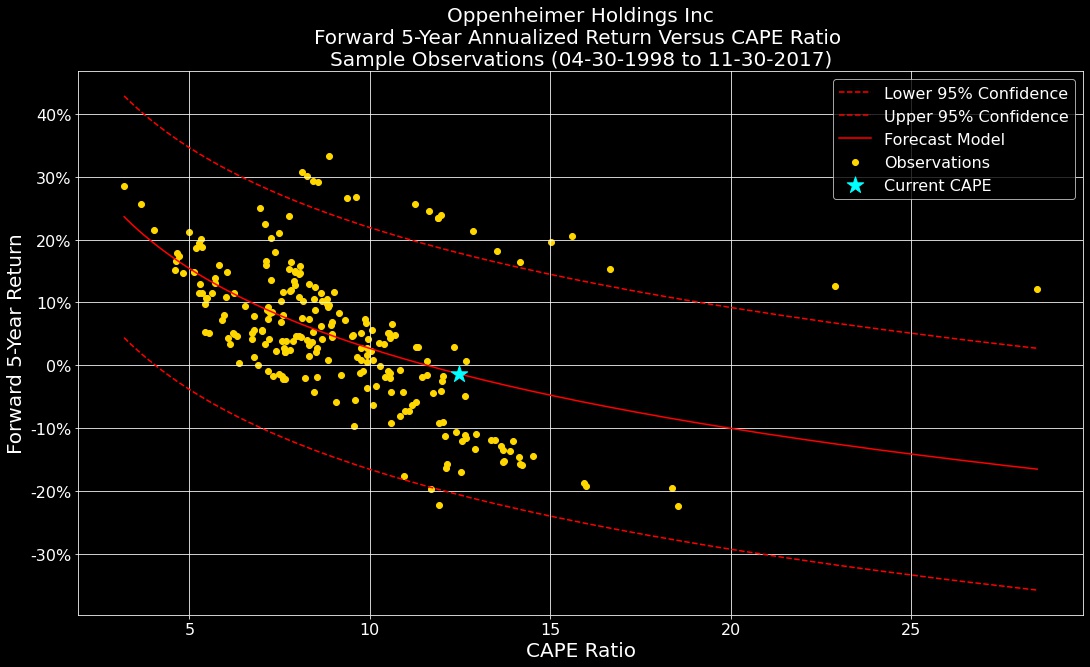 Oppenheimer Holdings Inc
Forward 5-Year Annualized Return Versus CAPE Ratio
Sample Observations (04-30-1998 to 11-30-2017)
Lower 95% Confidence
Upper 95% Confidence
Forecast Model
Observations
Current CAPE
Forward 5-Year Return
40%
30%
20%
10%
0%
-10%
-20%
-30%
5
10
15
20
25
CAPE Ratio